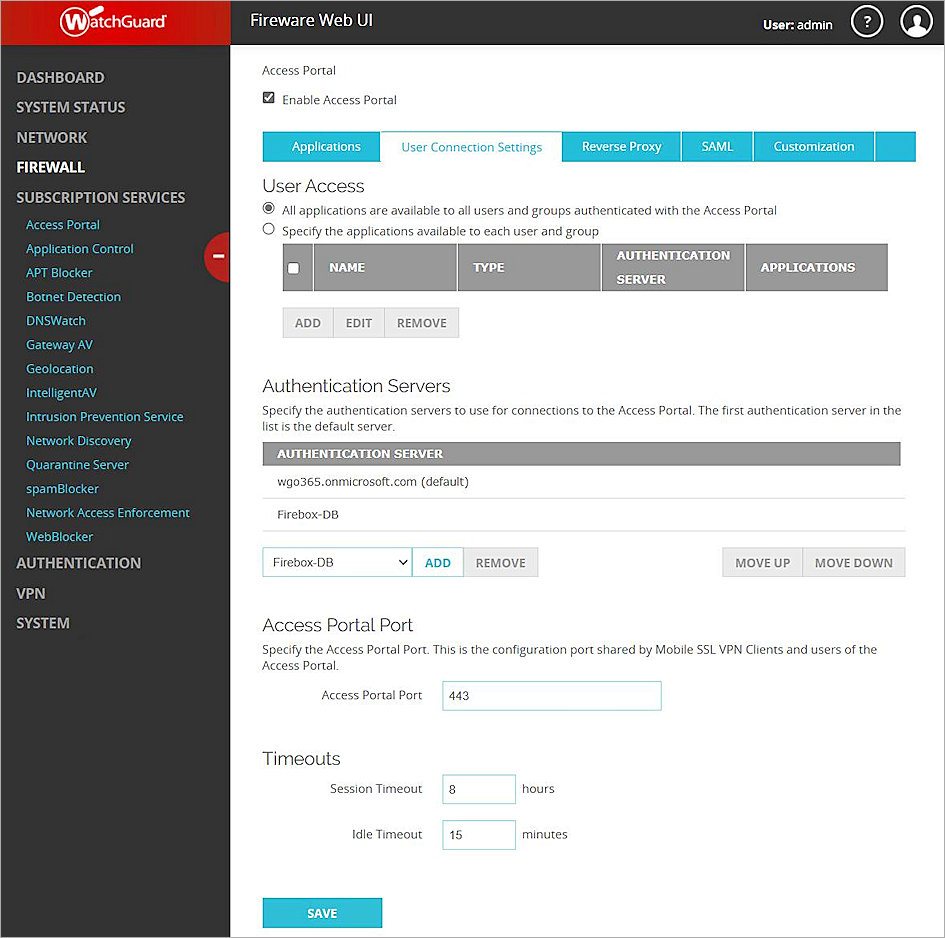 WatchGuard
Fireware Web UI
User: admin
?
DASHBOARD
SYSTEM STATUS
NETWORK
FIREWALL
SUBSCRIPTION SERVICES
Access Portal
Application Control
APT Blocker
Botnet Detection
DNSWatch
Gateway AV
Geolocation
IntelligentAV
Intrusion Prevention Service
Network Discovery
Quarantine Server
spamBlocker
Network Access Enforcement
WebBlocker
AUTHENTICATION
VPN
SYSTEM
Access Portal
Enable Access Portal
Applications
User Connection Settings
Reverse Proxy
SAML
Customization
User Access
All applications are available to all users and groups authenticated with the Access Portal
Specify the applications available to each user and group
NAME
TYPE
AUTHENTICATION
SERVER
APPLICATIONS
ADD
EDIT
REMOVE
Authentication Servers
Specify the authentication servers to use for connections to the Access Portal. The first authentication server in the
list is the default server.
AUTHENTICATION SERVER
wgo365.onmicrosoft.com (default)
Firebox-DB
Firebox-DB
ADD
REMOVE
MOVE UP
MOVE DOWN
Access Portal Port
Specify the Access Portal Port. This is the configuration port shared by Mobile SSL VPN Clients and users of the
Access Portal.
Access Portal Port
443
Timeouts
Session Timeout
8
hours
Idle Timeout
15
minutes
SAVE